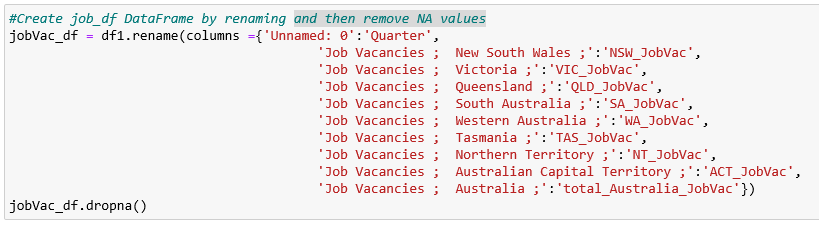 #Create job_df DataFrame by renaming and then remove NA values
jobVac_df = df1.rename(columns ={'Unnamed: 0':'Quarter',
'Job Vacancies ;  New South Wales ;':'NSW_JobVac',
'Job Vacancies ;  Victoria ;':'VIC_JobVac',
'Job Vacancies ;  Queensland ;':'QLD_JobVac',
'Job Vacancies ;  South Australia ;':'SA_JobVac',
'Job Vacancies ;  Western Australia ;':'WA_JobVac',
'Job Vacancies ;  Tasmania ;':'TAS_JobVac',
'Job Vacancies ;  Northern Territory ;':'NT_JobVac',
'Job Vacancies ;  Australian Capital Territory ;':'ACT_JobVac',
'Job Vacancies ;  Australia ;':'total_Australia_JobVac'})
jobVac_df.dropna()